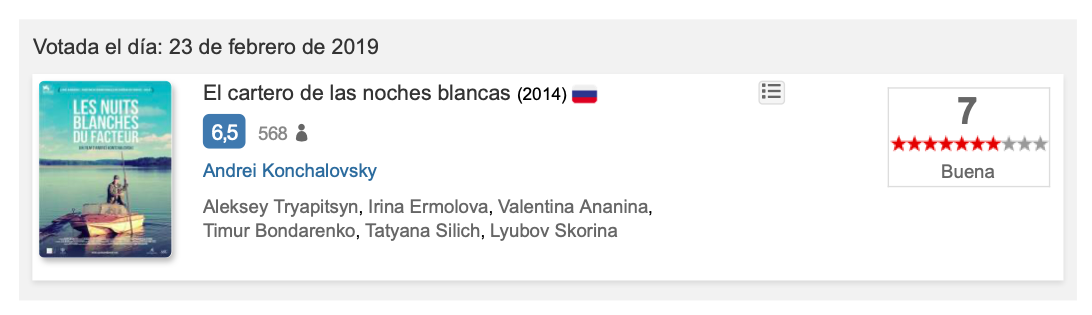 Votada el día: 23 de febrero de 2019
LES NUITS
BLANCHES
DU FACTEUR
El cartero de las noches blancas (2014)
6,5 568
Andrei Konchalovsky
Aleksey Tryapitsyn, Irina Ermolova, Valentina Ananina,
Timur Bondarenko, Tatyana Silich, Lyubov Skorina
7
Buena